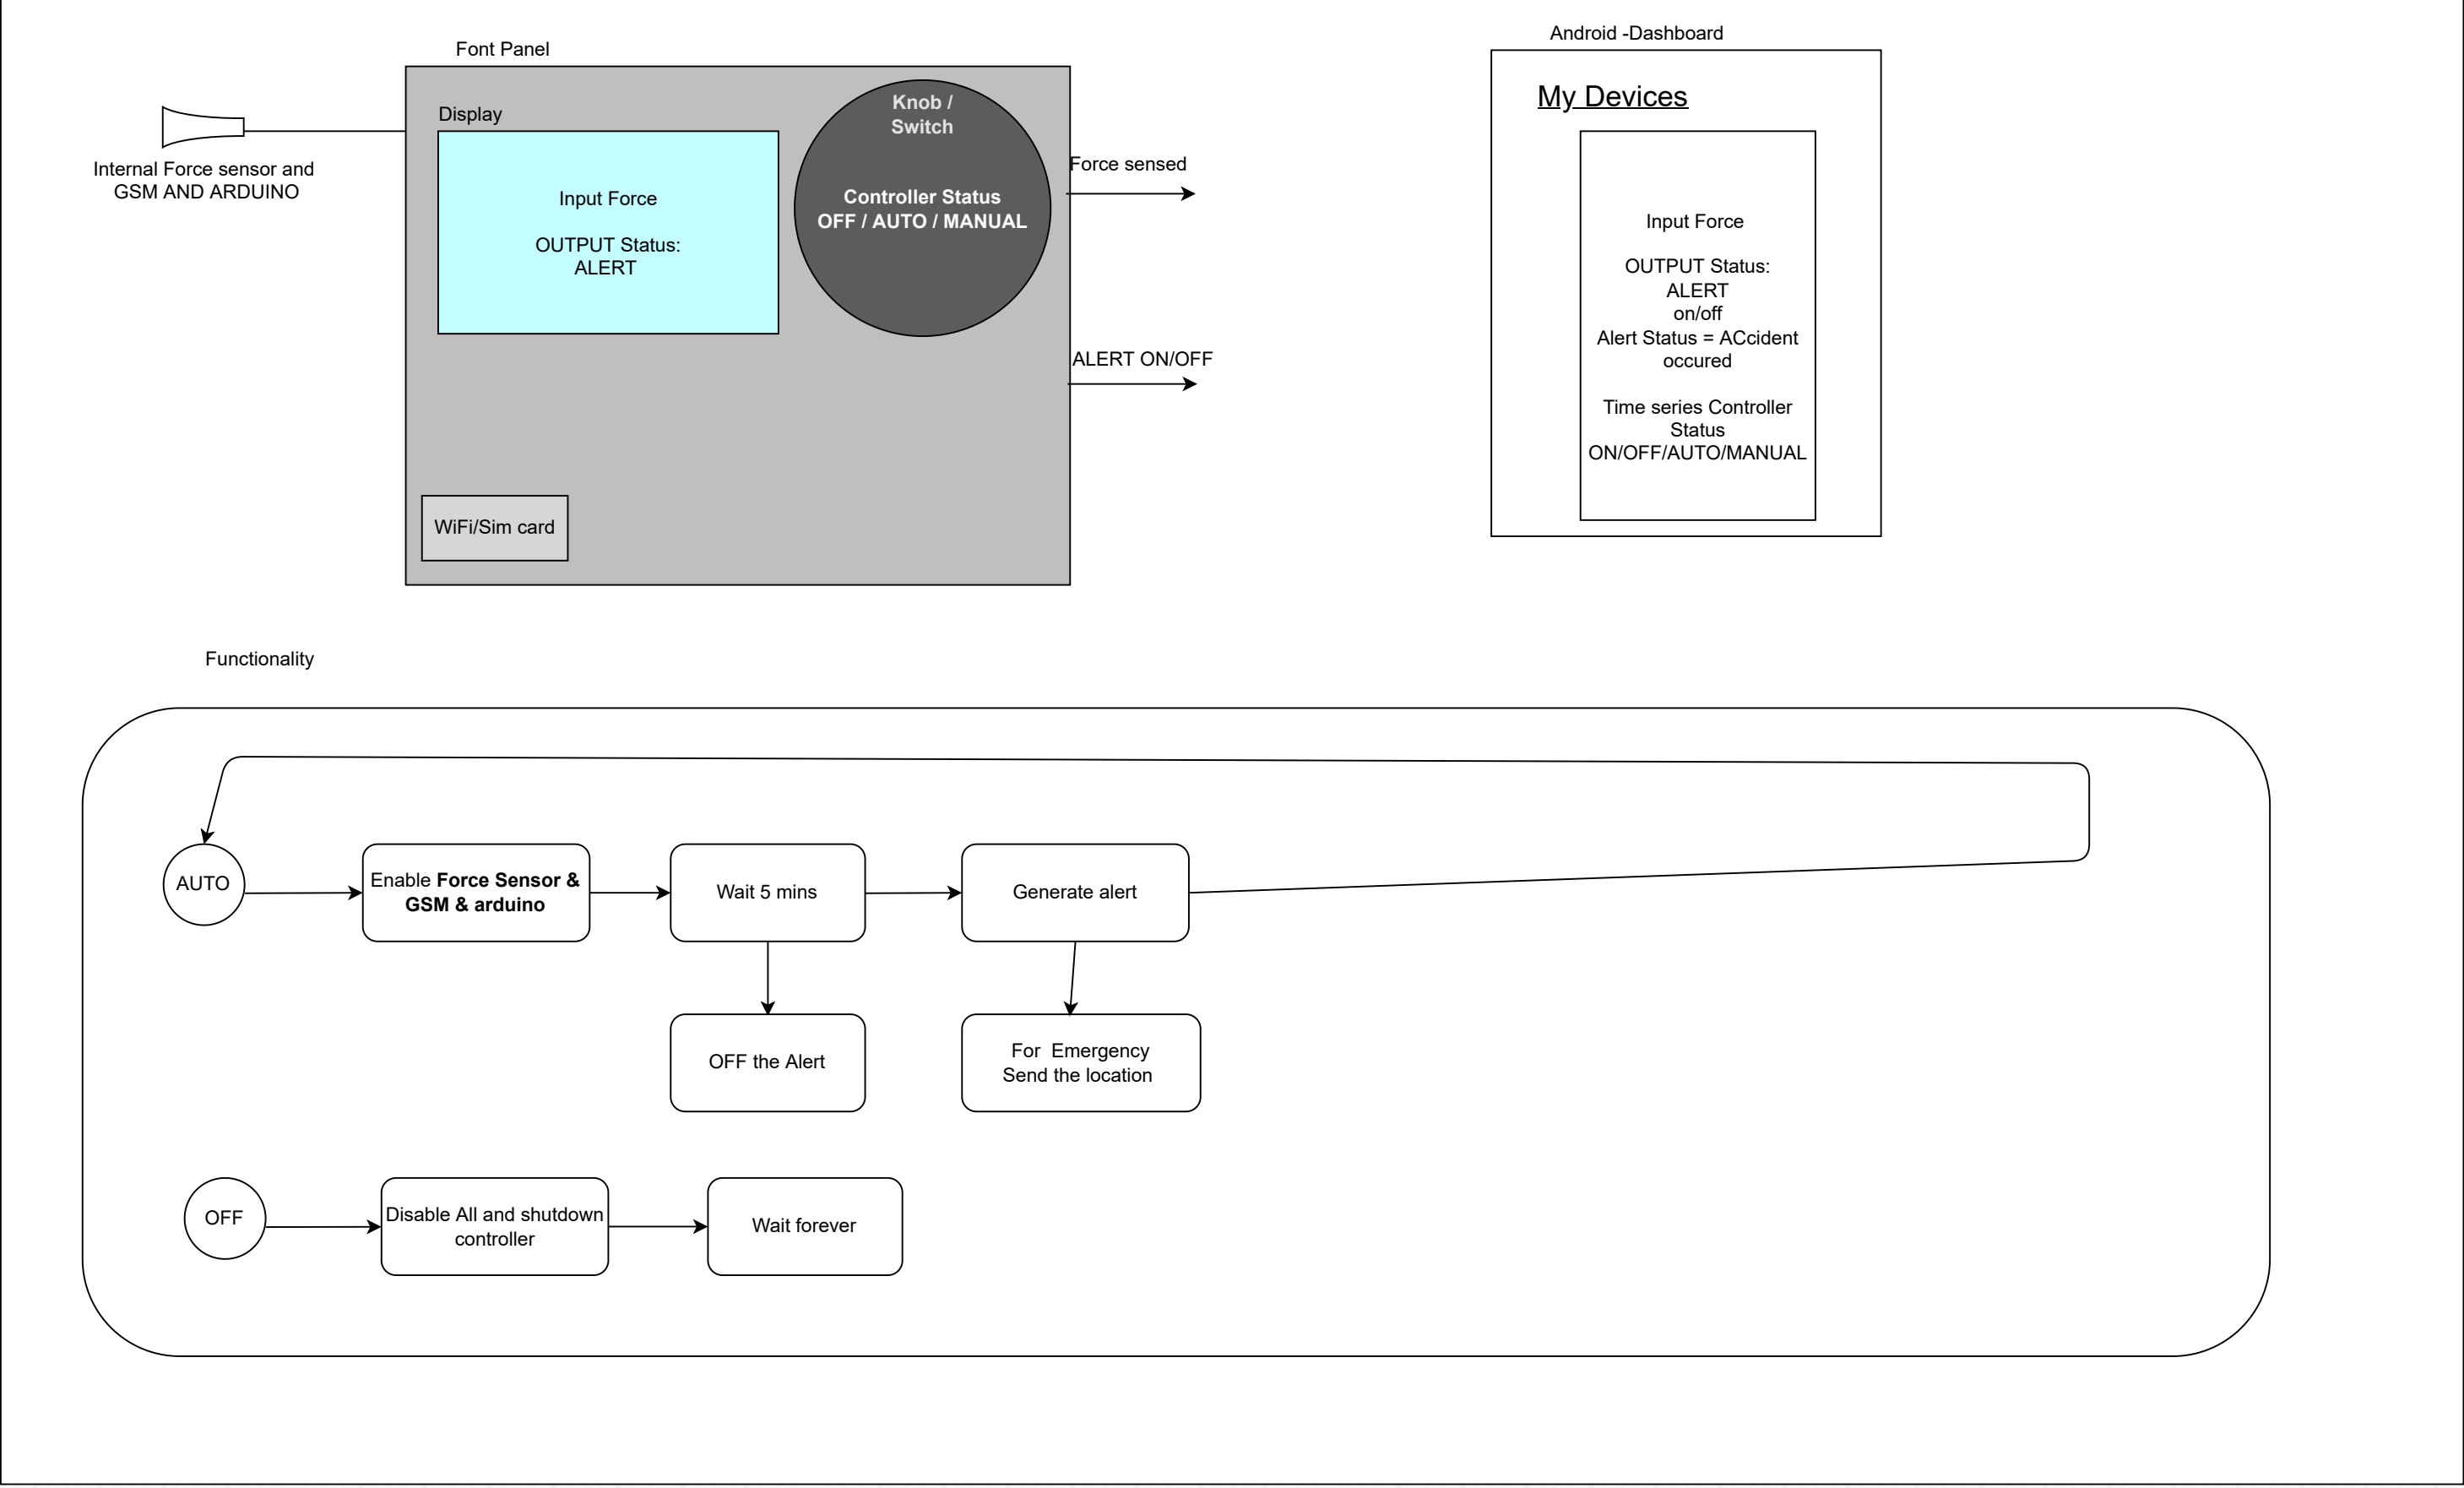 Font Panel
Android -Dashboard
My Devices
Display
Knob /
Switch
Controller Status
OFF / AUTO / MANUAL
Internal Force sensor and
GSM AND ARDUINO
Input Force
OUTPUT Status:
ALERT
Force sensed
ALERT ON/OFF
WiFi/Sim card
Input Force
OUTPUT Status:
ALERT
on/off
Alert Status = ACcident
occured
Time series Controller
Status
ON/OFF/AUTO/MANUAL
Functionality
AUTO
Enable Force Sensor &
GSM & arduino
Wait 5 mins
Generate alert
OFF the Alert
For  Emergency
Send the location
OFF
Disable All and shutdown
controller
Wait forever